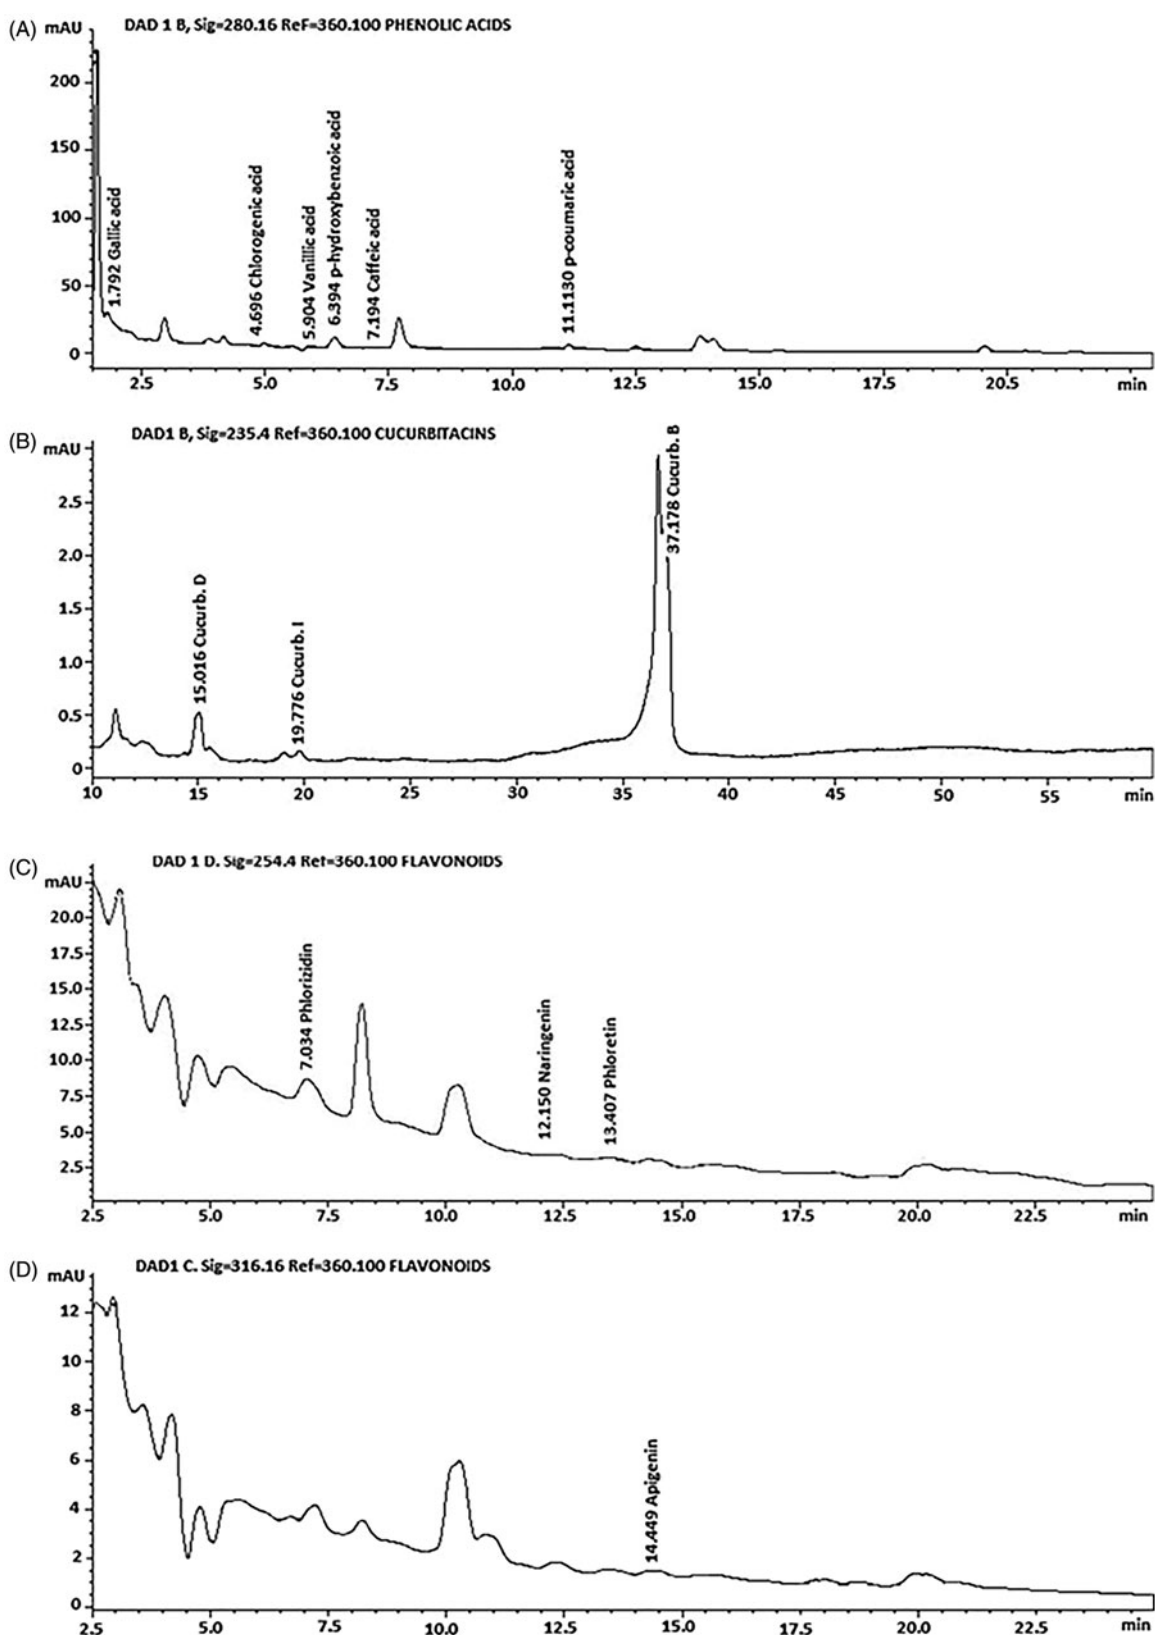 (A) mAU DAD 1 B, Sig=280.16 ReF=360.100 PHENOLIC ACIDS
200
150
100
50
0
1.792 Gallic acid
4.696 Chlorogenic acid
5.904 Vanillic acid
6.394 p-hydroxybenzoic acid
7.194 Caffeic acid
11.1130 p-coumaric acid
2.5 5.0 7.5 10.0 12.5 15.0 17.5 20.5 min
(B) mAU DAD1 B, Sig=235.4 Ref=360.100 CUCURBITACINS
2.5
2.0
1.5
1.0
0.5
0
15.016 Cucurb. D
19.776 Cucurb. I
37.178 Cucurb. B
10 15 20 25 30 35 40 45 50 55 min
(C) mAU DAD 1 D. Sig=254.4 Ret=360.100 FLAVONOIDS
20.0
17.5
15.0
12.5
10.0
7.5
5.0
2.5
7.034 Phlorizidin
12.150 Naringenin
13.407 Phloretin
2.5 5.0 7.5 10.0 12.5 15.0 17.5 20.0 22.5 min
(D) mAU DAD1 C. Sig=316.16 Ref=360.100 FLAVONOIDS
12
10
8
6
4
2
0
14.449 Apigenin
2.5 5.0 7.5 10.0 12.5 15.0 17.5 20.0 22.5 min